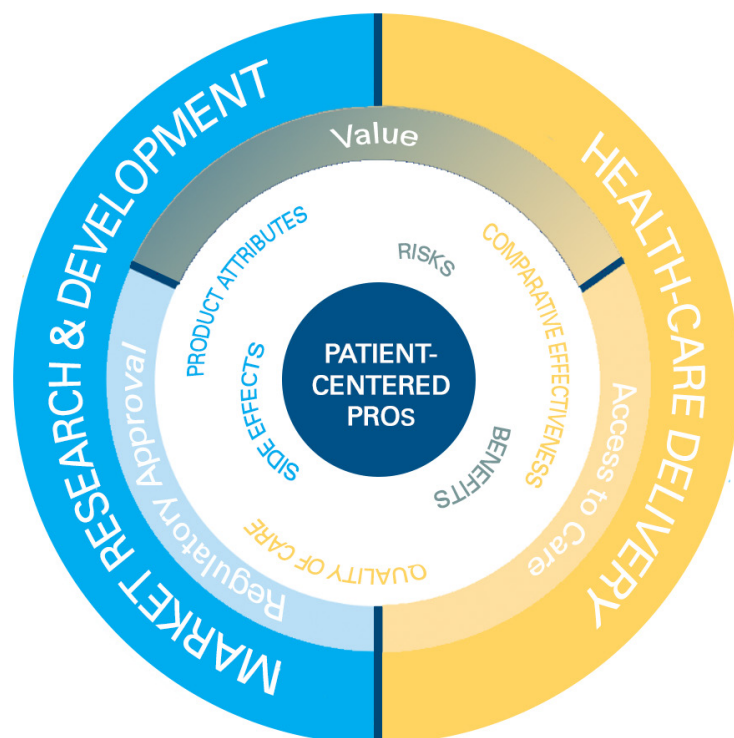 MARKET RESEARCH & DEVELOPMENT
HEALTH-CARE DELIVERY
Value
Regulatory Approval
Access to Care
PRODUCT ATTRIBUTES
RISKS
COMPARATIVE EFFECTIVENESS
SIDE EFFECTS
BENEFITS
QUALITY OF CARE
PATIENT-
CENTERED
PROs